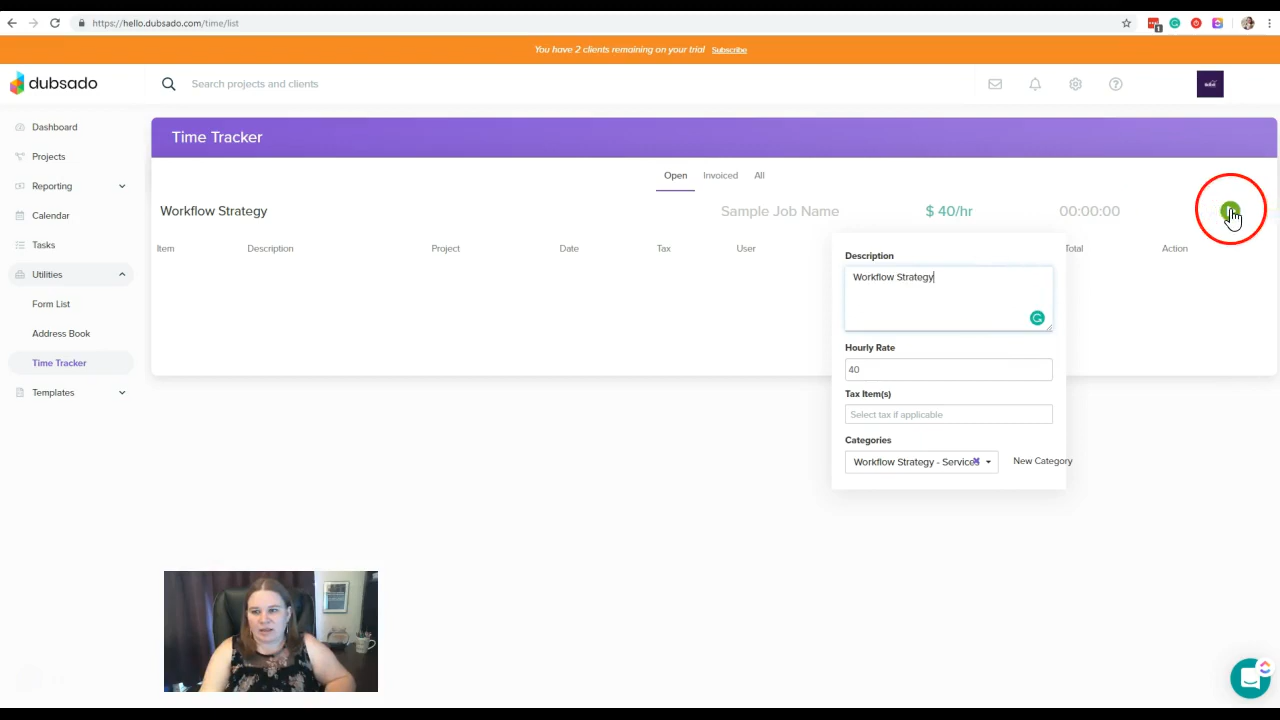 https://hello.dubsado.com/time/list
1
You have 2 clients remaining on your trial Subscribe
dubsado
Search projects and clients
Dashboard
Projects
Reporting
Calendar
Tasks
Utilities
Form List
Address Book
Time Tracker
Templates
Time Tracker
Open Invoiced All
Workflow Strategy Sample Job Name $ 40/hr 00:00:00
Item Description Project Date Tax User Total Action
Description
Workflow Strategy
Hourly Rate
40
Tax Item(s)
Select tax if applicable
Categories
Workflow Strategy - Services New Category